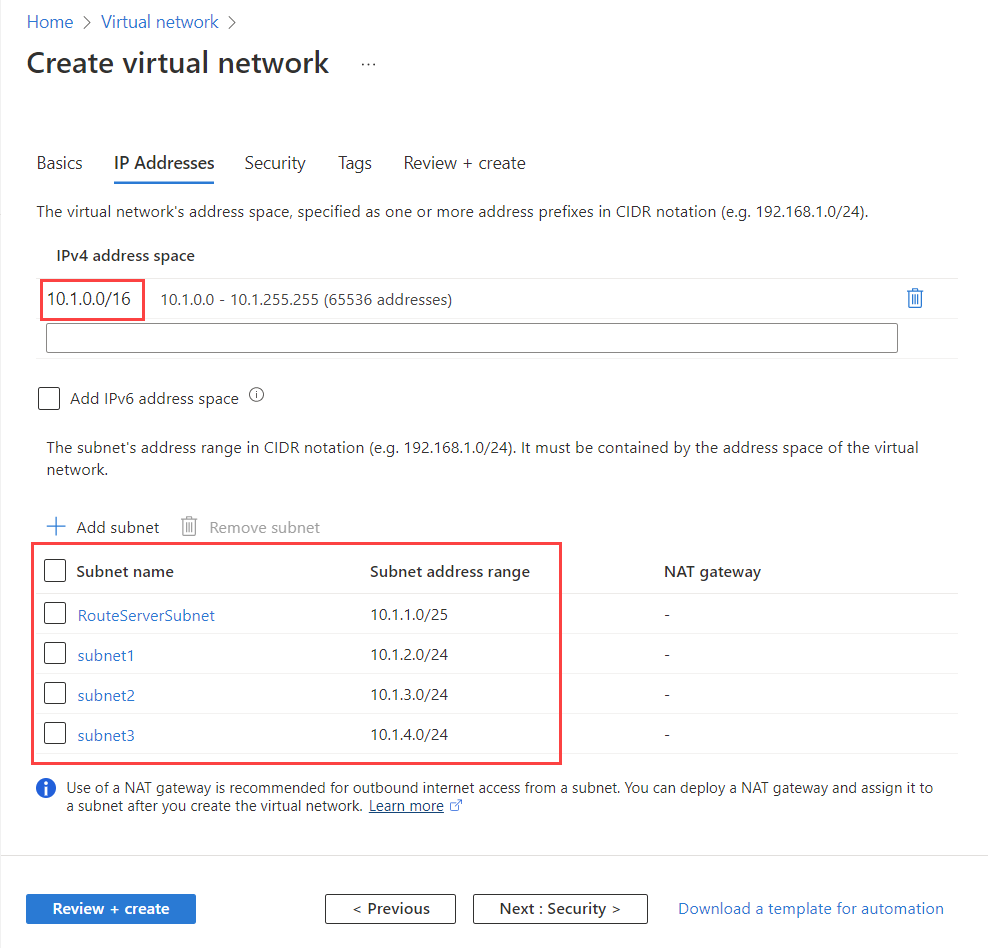 Home > Virtual network >
Create virtual network ...
Basics IP Addresses Security Tags Review + create
The virtual network's address space, specified as one or more address prefixes in CIDR notation (e.g. 192.168.1.0/24).
IPv4 address space
10.1.0.0/16 10.1.0.0 - 10.1.255.255 (65536 addresses)
Add IPv6 address space
The subnet's address range in CIDR notation (e.g. 192.168.1.0/24). It must be contained by the address space of the virtual
network.
+ Add subnet Remove subnet
Subnet name Subnet address range NAT gateway
RouteServerSubnet 10.1.1.0/25 -
subnet1 10.1.2.0/24 -
subnet2 10.1.3.0/24 -
subnet3 10.1.4.0/24 -
Use of a NAT gateway is recommended for outbound internet access from a subnet. You can deploy a NAT gateway and assign it to
a subnet after you create the virtual network. Learn more
Review + create < Previous Next : Security > Download a template for automation